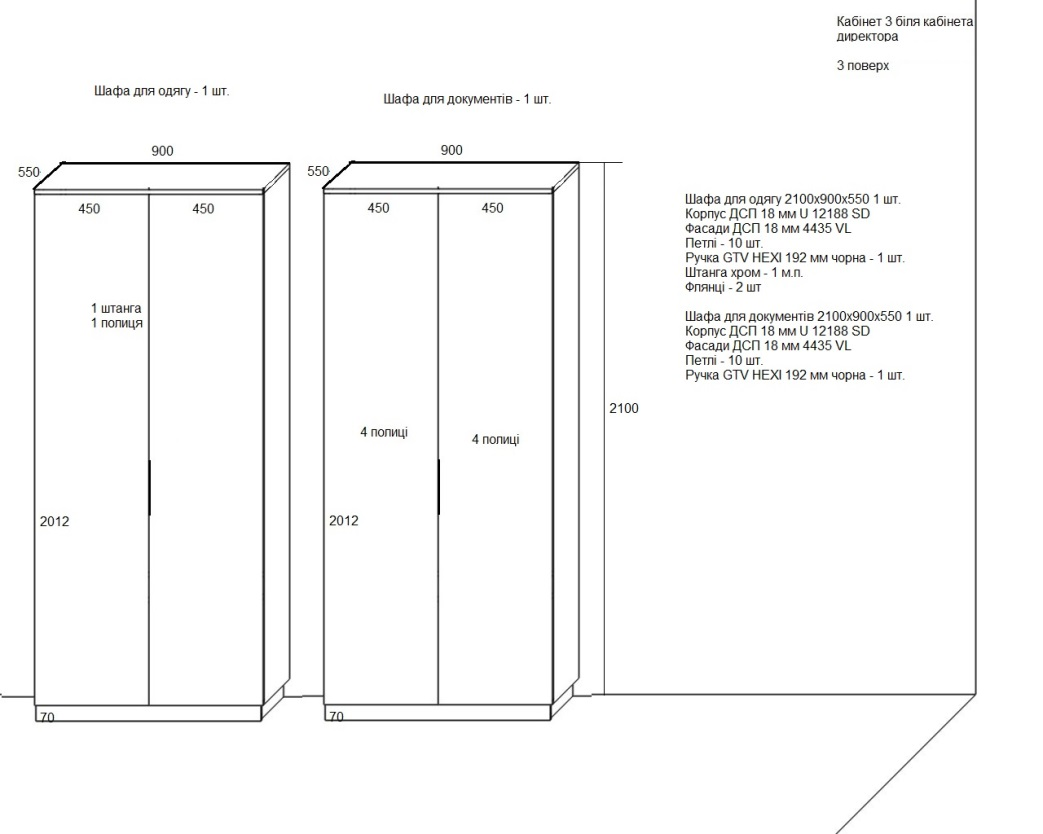 Кабінет 3 біля кабінета
директора
3 поверх
Шафа для одягу - 1 шт.
Шафа для документів - 1 шт.
900
550
450
450
1 штанга
1 полиця
2012
70
900
550
450
450
4 полиці
4 полиці
2012
70
2100
Шафа для одягу 2100х900х550 1 шт.
Корпус ДСП 18 мм U 12188 SD
Фасади ДСП 18 мм 4435 VL
Петлі - 10 шт.
Ручка GTV HEXI 192 мм чорна - 1 шт.
Штанга хром - 1 м.п.
Флянці - 2 шт
Шафа для документів 2100х900х550 1 шт.
Корпус ДСП 18 мм U 12188 SD
Фасади ДСП 18 мм 4435 VL
Петлі - 10 шт.
Ручка GTV HEXI 192 мм чорна - 1 шт.